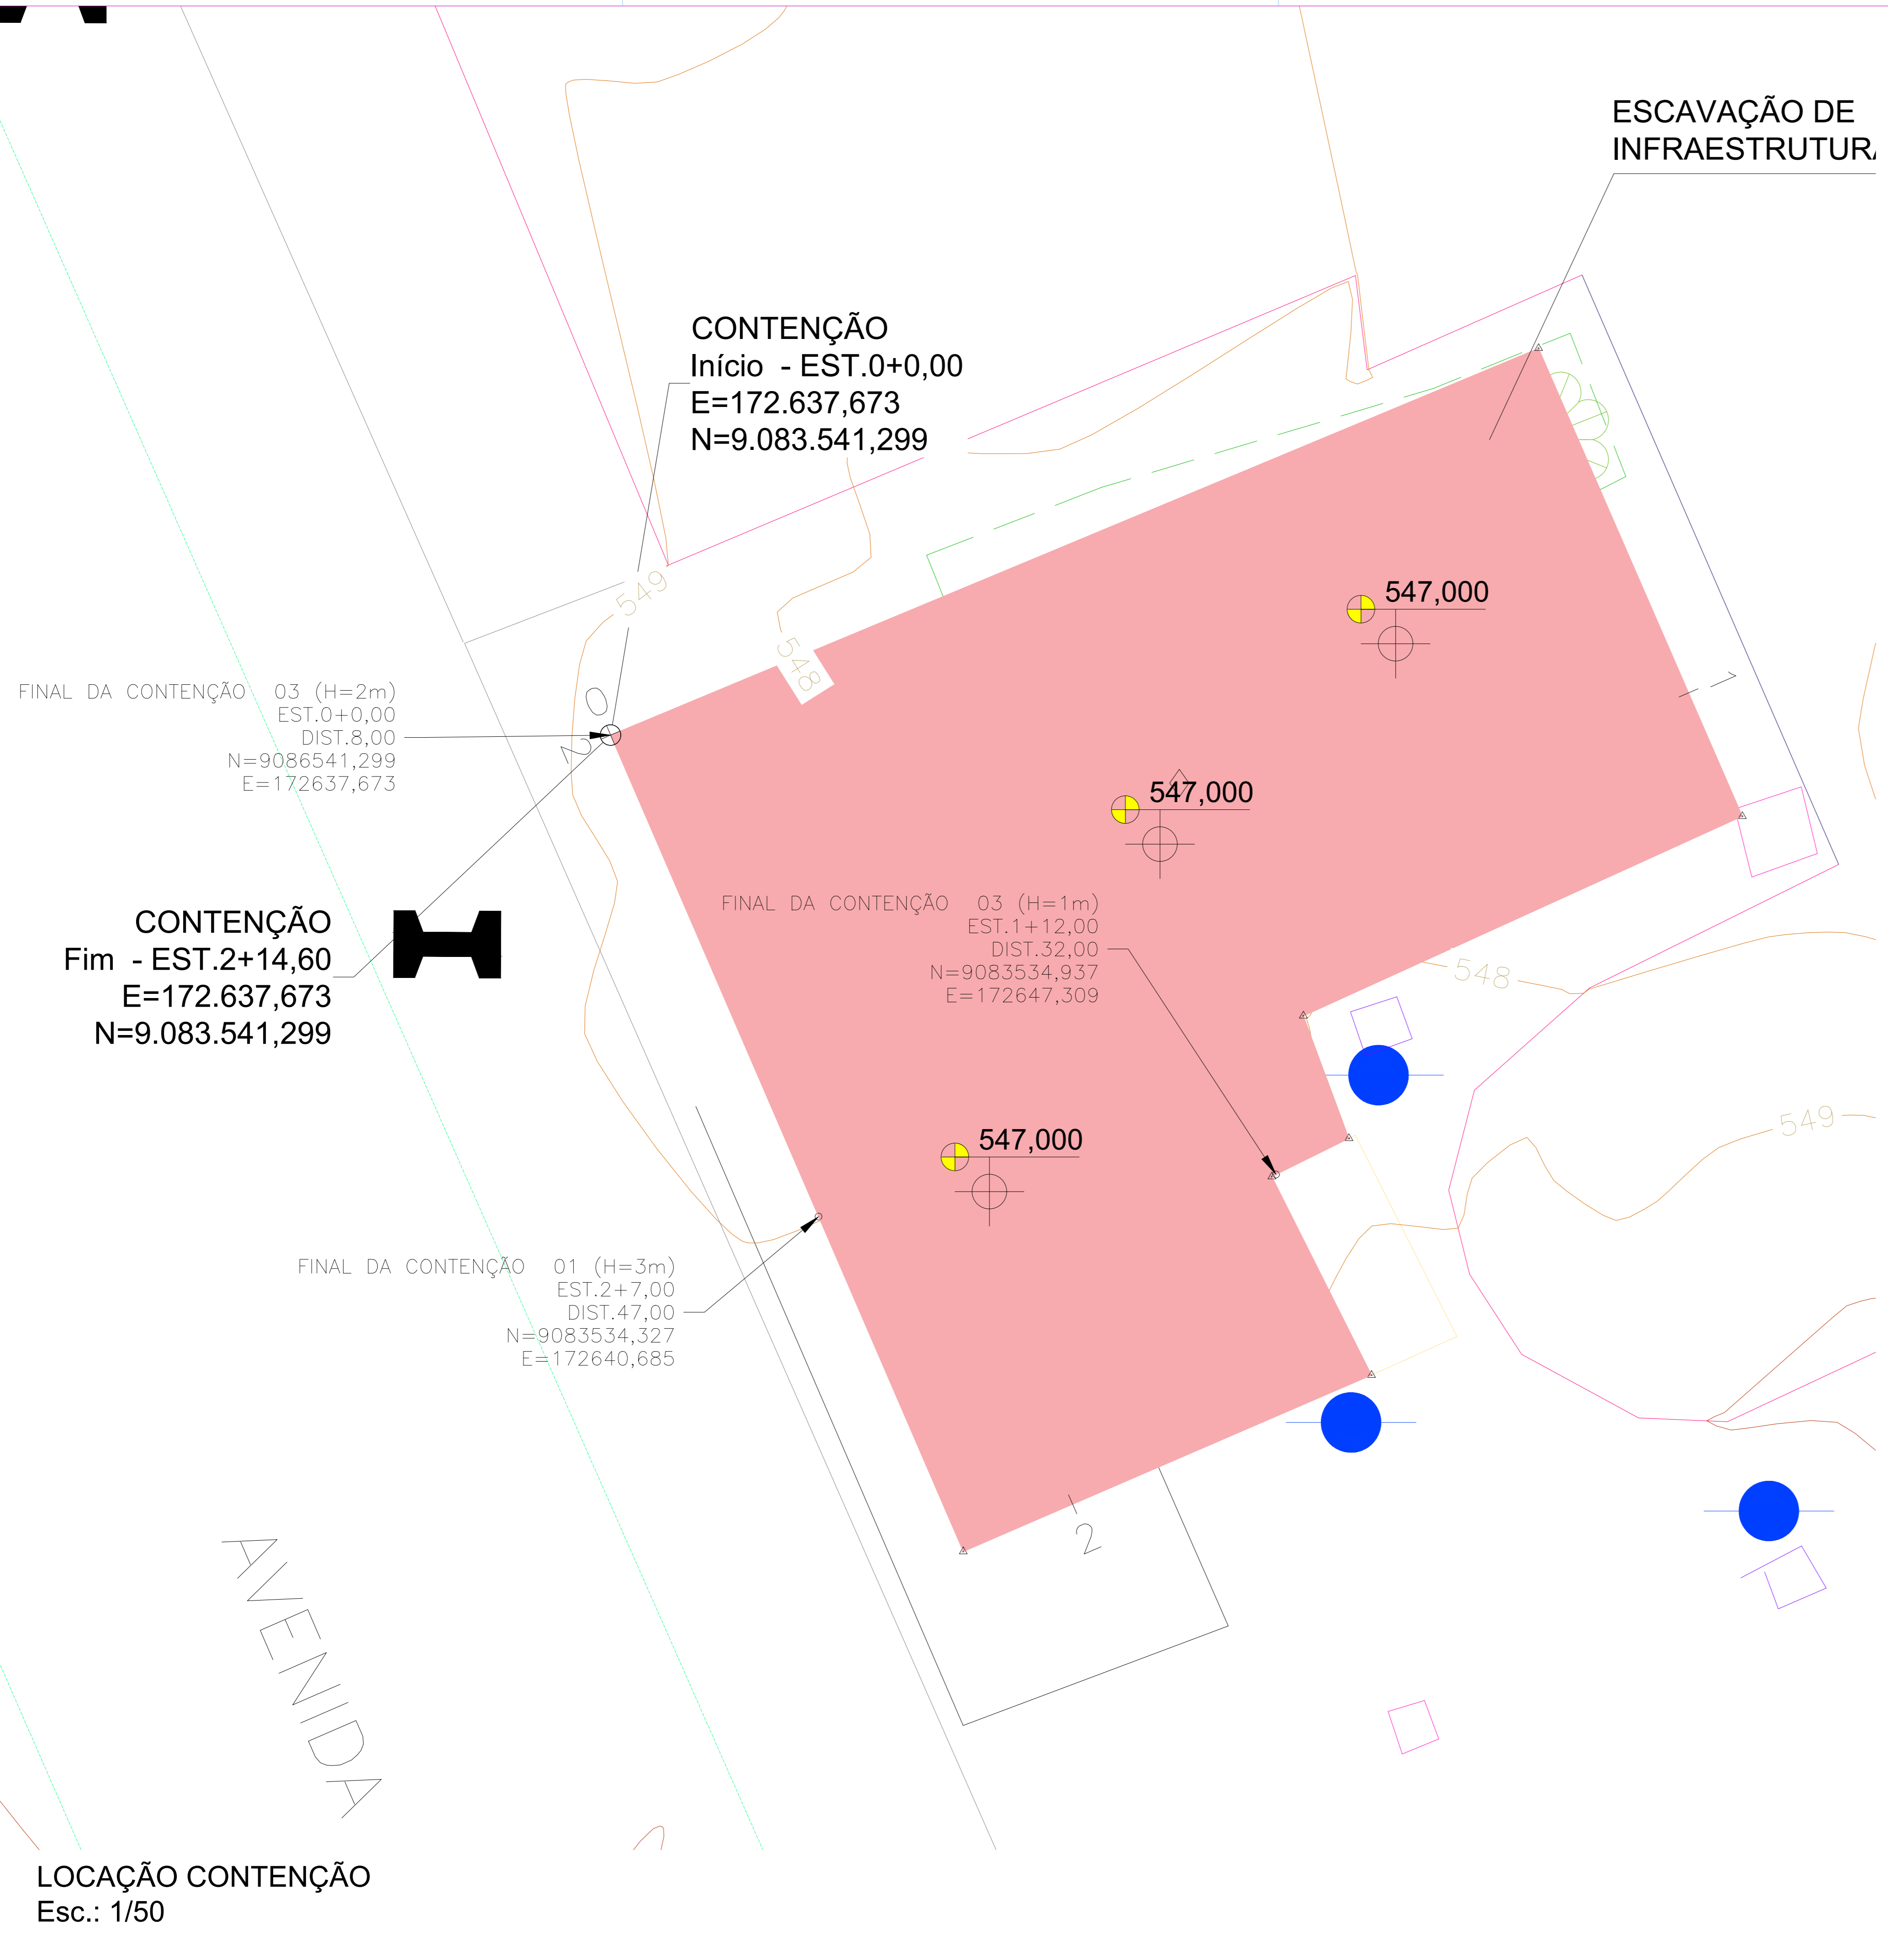 ESCAVAÇÃO DE
INFRAESTRUTURA
CONTENÇÃO
Início - EST.0+0,00
E=172.637,673
N=9.083.541,299
549
548
547,000
0
2
1
FINAL DA CONTENÇÃO 03 (H=2m)
EST.0+0,00
DIST.8,00
N=9086541,299
E=172637,673
547,000
CONTENÇÃO
Fim - EST.2+14,60
E=172.637,673
N=9.083.541,299
FINAL DA CONTENÇÃO 03 (H=1m)
EST.1+12,00
DIST.32,00
N=9083534,937
E=172647,309
548
549
547,000
FINAL DA CONTENÇÃO 01 (H=3m)
EST.2+7,00
DIST.47,00
N=9083534,327
E=172640,685
2
AVENIDA
LOCAÇÃO CONTENÇÃO
Esc.: 1/50